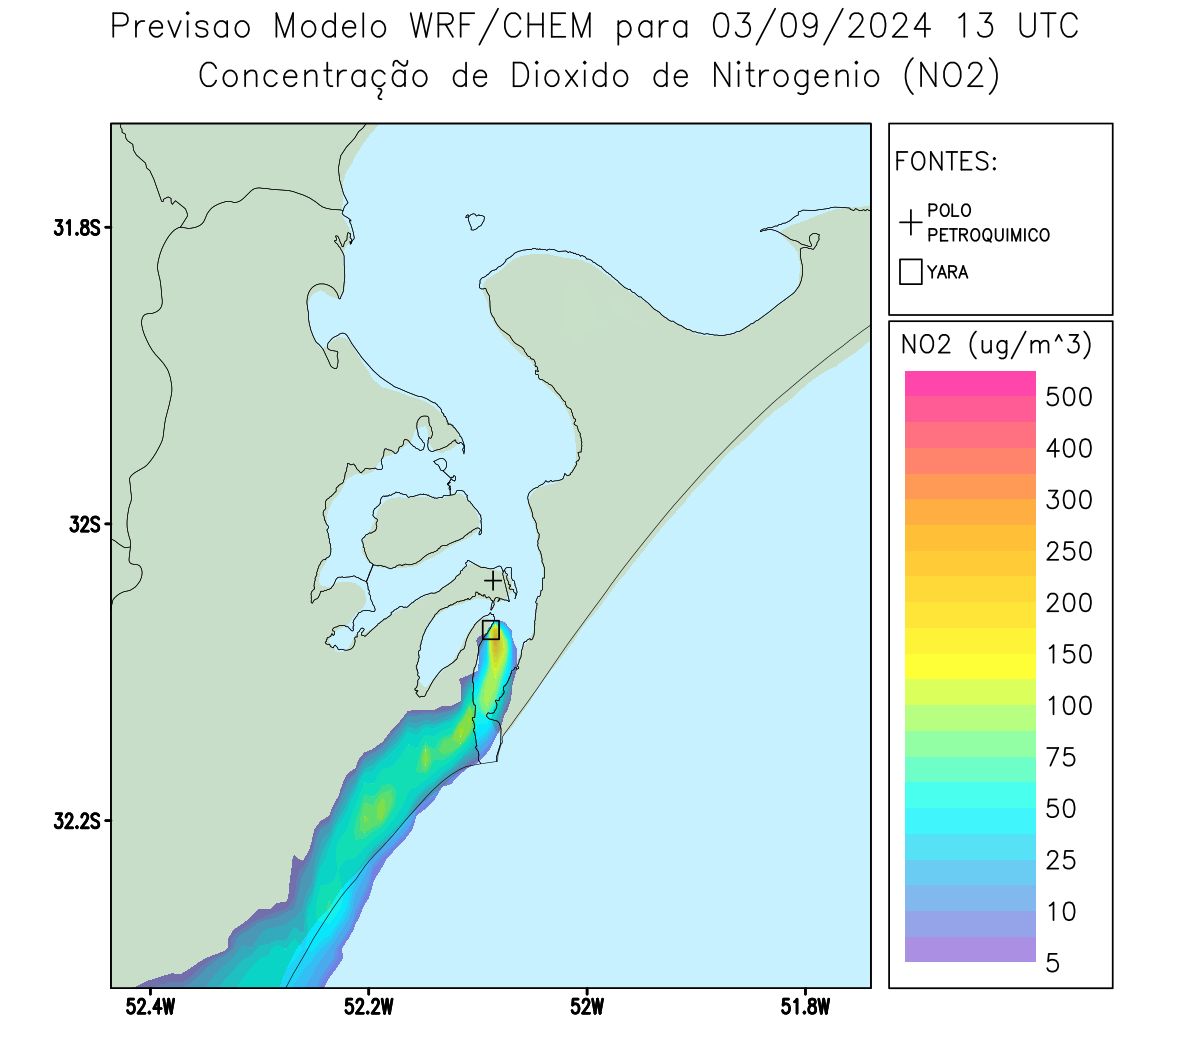 Previsao Modelo WRF/CHEM para 03/09/2024 13 UTC
Concentração de Dioxido de Nitrogenio (NO2)
FONTES:
POLO
PETROQUIMICO
YARA
NO2 (ug/m^3)
500
400
300
250
200
150
100
75
50
25
10
5
31.8S
32S
32.2S
52.4W
52.2W
52W
51.8W